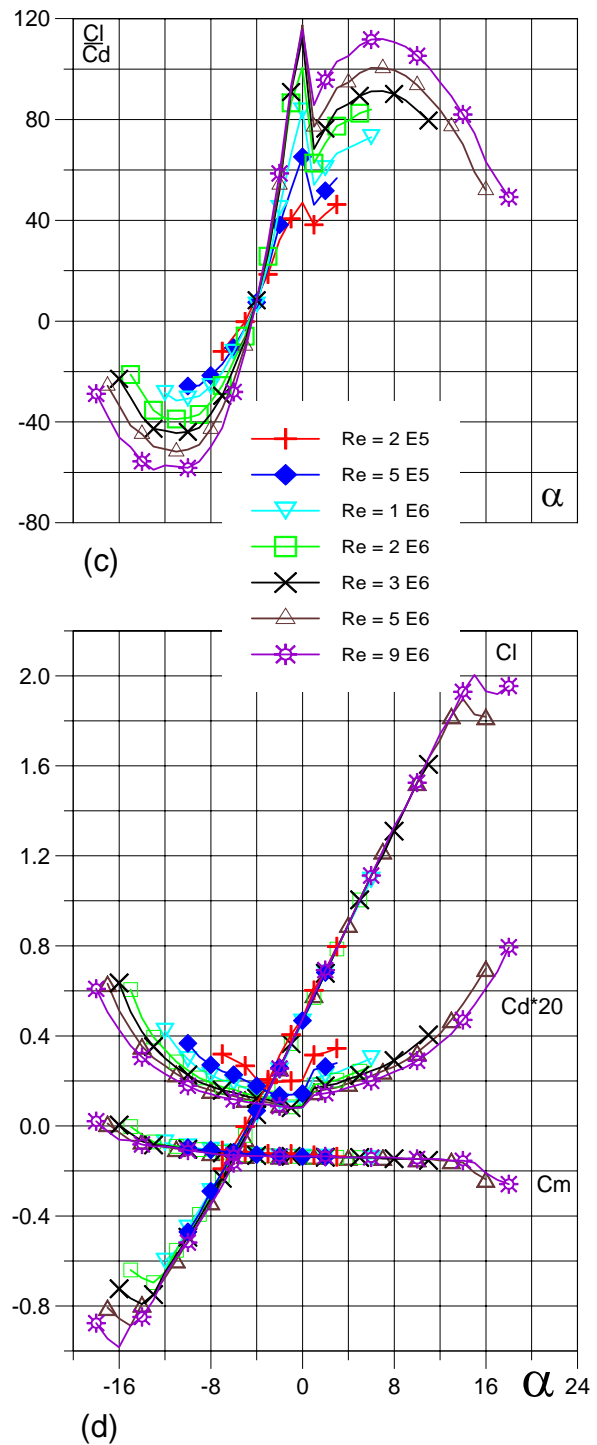 120
Cl
Cd
80
40
0
-40
-80
α
(c)
Re = 2 E5
Re = 5 E5
Re = 1 E6
Re = 2 E6
Re = 3 E6
Re = 5 E6
Re = 9 E6
Cl
2.0
1.6
1.2
0.8
Cd*20
0.4
0.0
Cm
-0.4
-0.8
-16 -8 0 8 16 α 24
(d)